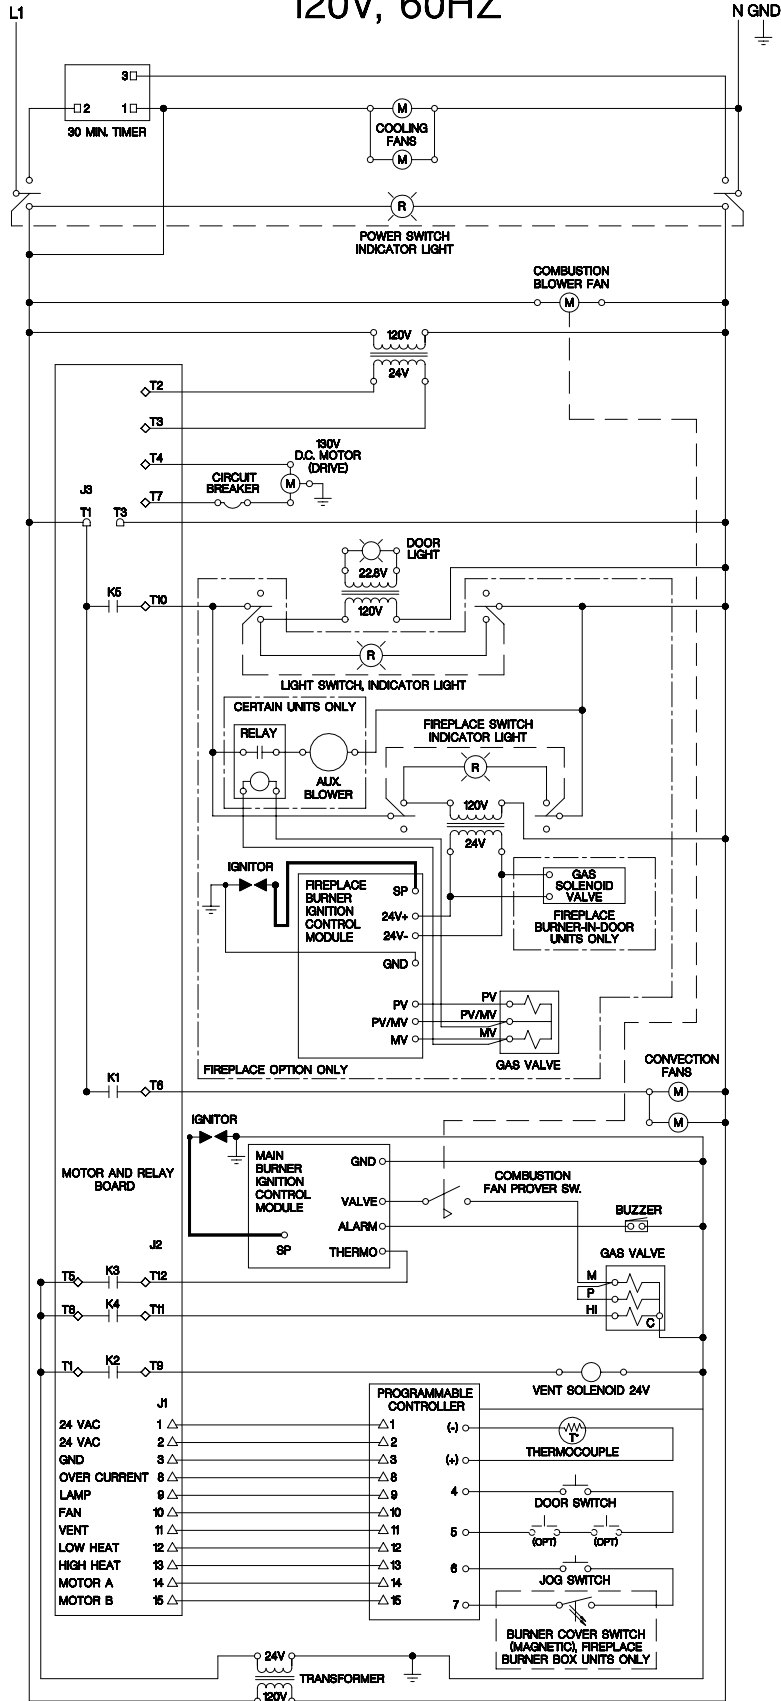 120V, 60HZ
L1
N GND
3
2 1
30 MIN. TIMER
M
COOLING
FANS
M
R
POWER SWITCH
INDICATOR LIGHT
COMBUSTION
BLOWER FAN
M
120V
24V
T2
T3
T4
T7
130V
D.C. MOTOR
(DRIVE)
CIRCUIT
BREAKER
M
J3
T1 T3
DOOR
LIGHT
22.8V
120V
K5
T10
R
LIGHT SWITCH, INDICATOR LIGHT
CERTAIN UNITS ONLY
RELAY
AUX.
BLOWER
FIREPLACE SWITCH
INDICATOR LIGHT
R
120V
24V
IGNITOR
FIREPLACE
BURNER
IGNITION
CONTROL
MODULE
SP
24V+
24V-
GND
PV
PV/MV
MV
GAS
SOLENOID
VALVE
FIREPLACE
BURNER-IN-DOOR
UNITS ONLY
PV
PV/MV
MV
GAS VALVE
FIREPLACE OPTION ONLY
K1
T6
CONVECTION
FANS
M
M
IGNITOR
MAIN
BURNER
IGNITION
CONTROL
MODULE
SP
GND
VALVE
ALARM
THERMO
COMBUSTION
FAN PROVER SW.
BUZZER
GAS VALVE
M
P
HI
C
MOTOR AND RELAY
BOARD
J2
T5 K3 T12
T8 K4 T11
T1 K2 T9
VENT SOLENOID 24V
J1
24 VAC 1
24 VAC 2
GND 3
OVER CURRENT 8
LAMP 9
FAN 10
VENT 11
LOW HEAT 12
HIGH HEAT 13
MOTOR A 14
MOTOR B 15
PROGRAMMABLE
CONTROLLER
1
2
3
8
9
10
11
12
13
14
15
(-)
(+)
4
5
6
7
T°
THERMOCOUPLE
DOOR SWITCH
(OPT) (OPT)
JOG SWITCH
BURNER COVER SWITCH
(MAGNETIC), FIREPLACE
BURNER BOX UNITS ONLY
24V
TRANSFORMER
120V